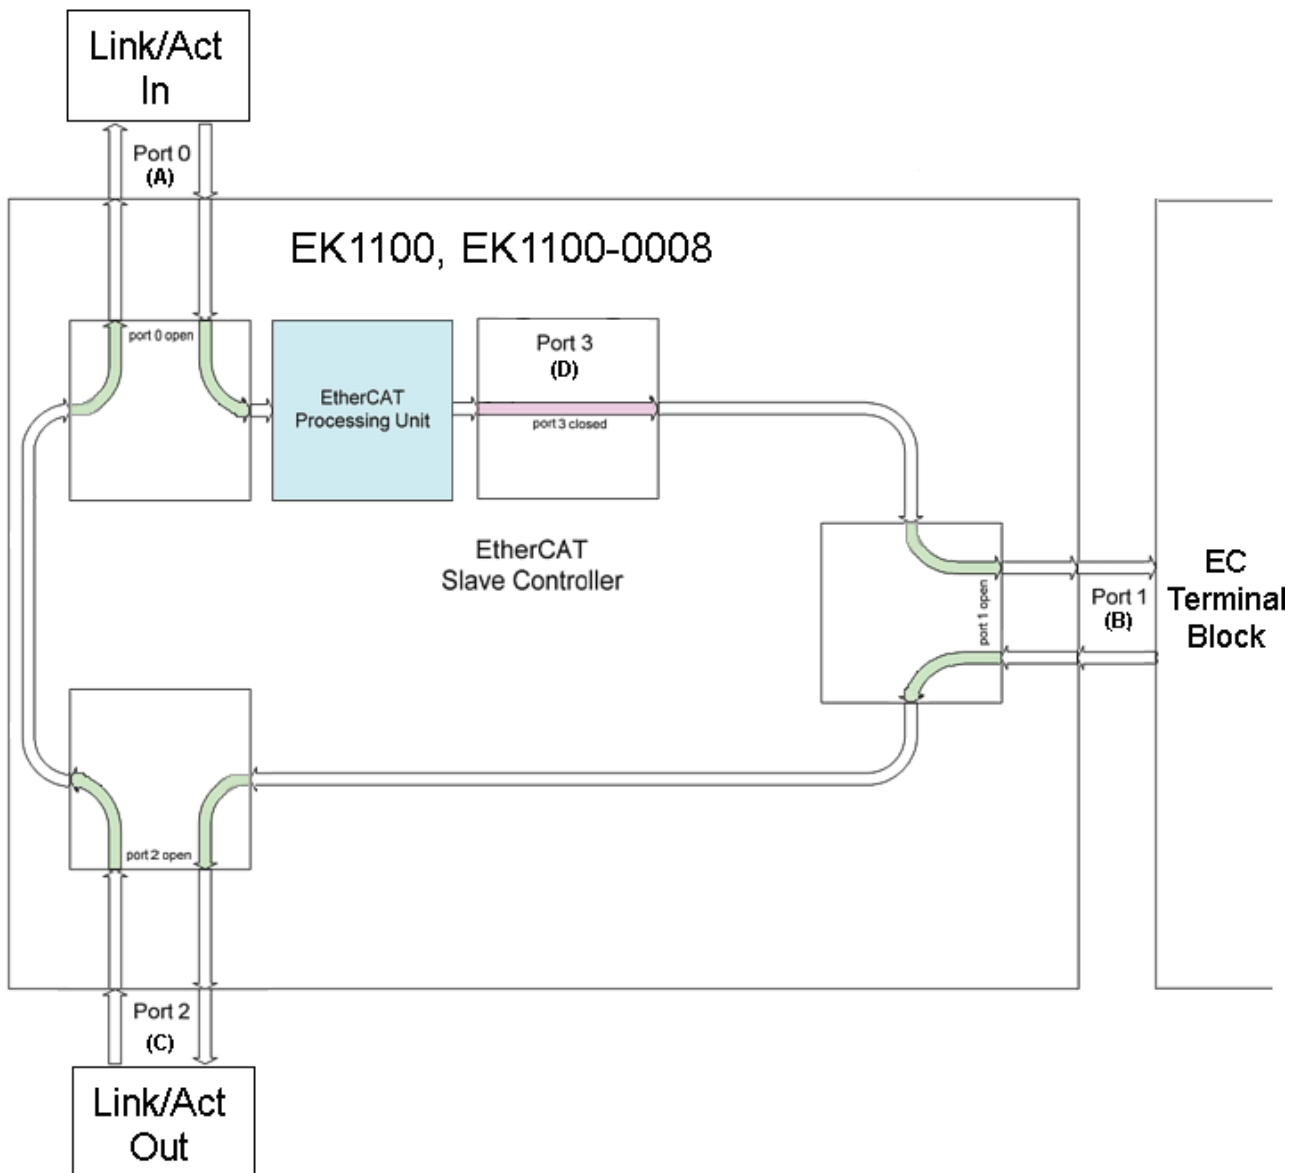 Link/Act
In
Port 0
(A)
EK1100, EK1100-0008
port 0 open
EtherCAT
Processing Unit
Port 3
(D)
port 3 closed
EtherCAT
Slave Controller
port 1 open
Port 1
(B)
EC
Terminal
Block
port 2 open
Port 2
(C)
Link/Act
Out